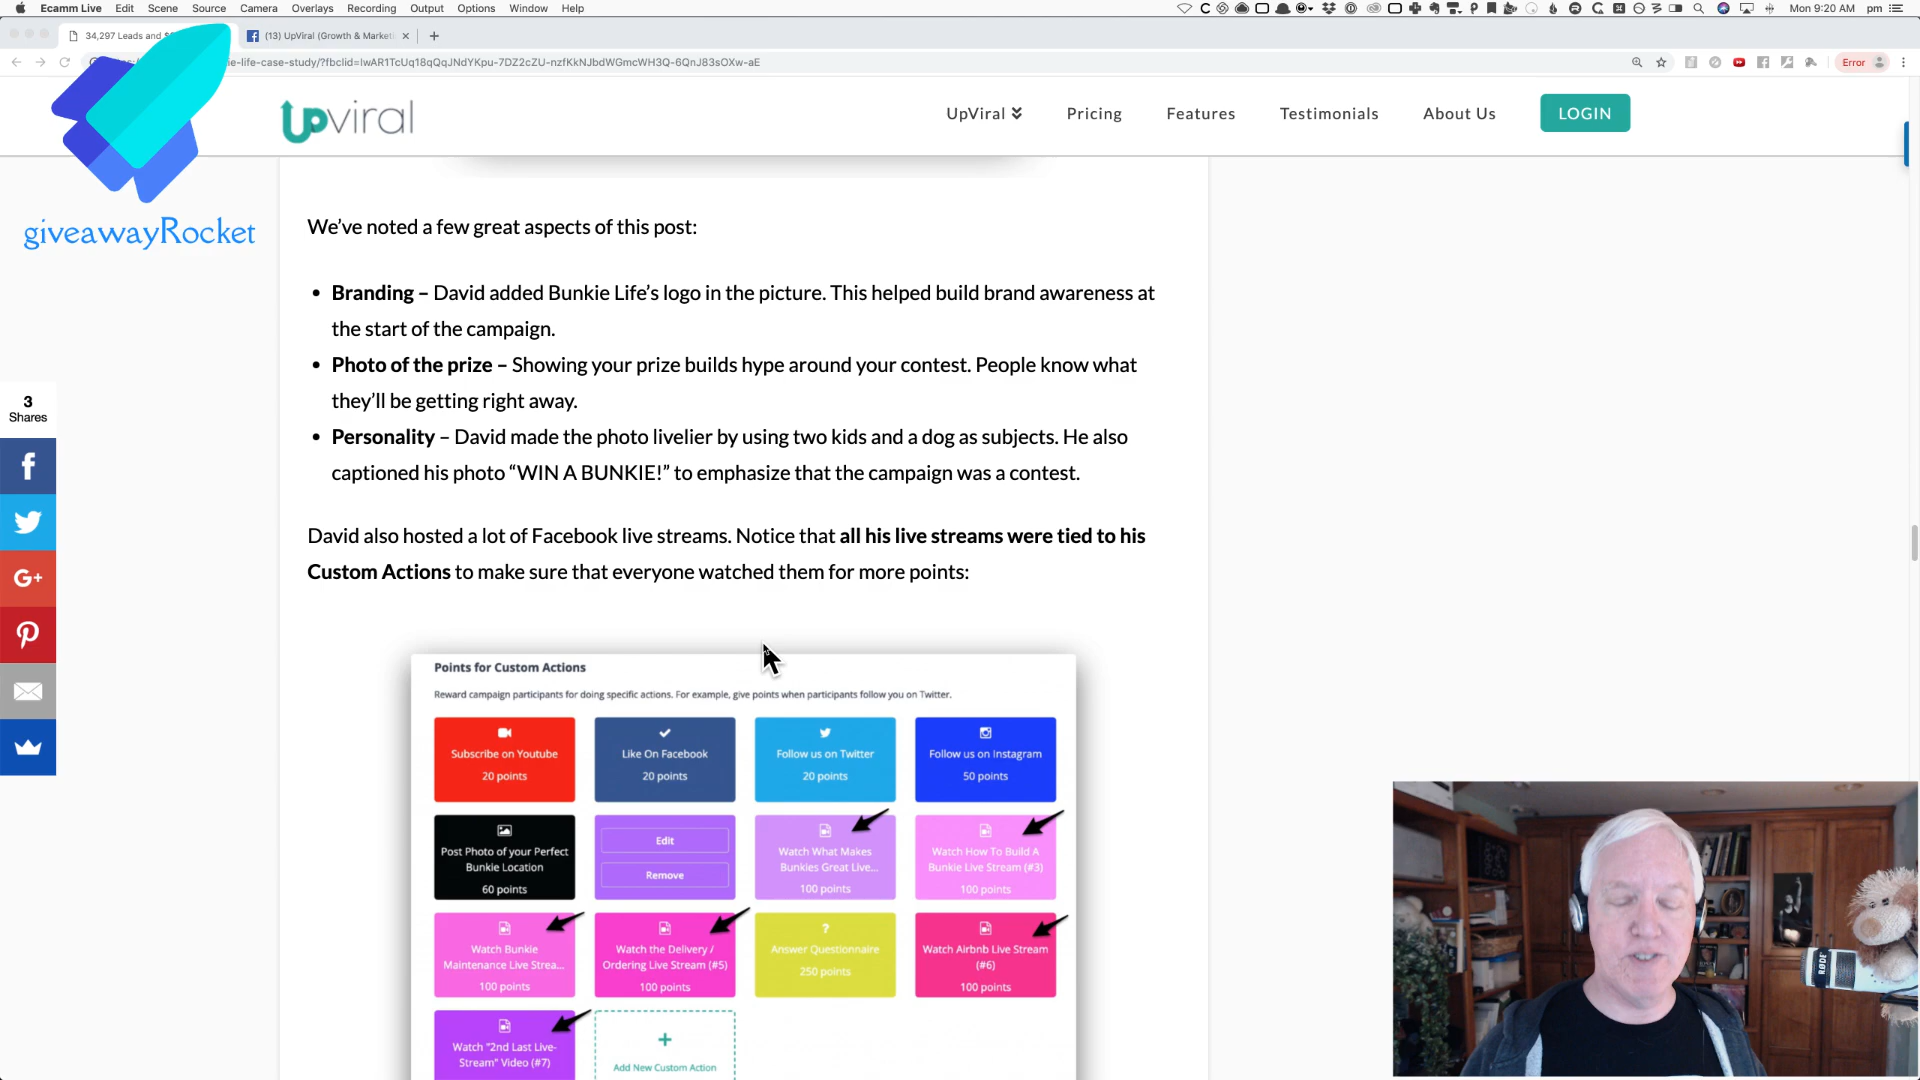 Ecamm Live Edit Scene Source Camera Overlays Recording Output Options Window Help
Mon 9:20 AM pm
34,297 Leads and
(13) UpViral (Growth & Marketi
-life-case-study/?fbclid=IwAR1TcUq18qQqJNdYKpu-7DZ2cZU-nzfKkNJbdWGmcWH3Q-6QnJ83sOXw-aE
Error
giveawayRocket
upviral
UpViral Pricing Features Testimonials About Us LOGIN
3
Shares
We’ve noted a few great aspects of this post:
• Branding – David added Bunkie Life’s logo in the picture. This helped build brand awareness at
the start of the campaign.
• Photo of the prize – Showing your prize builds hype around your contest. People know what
they’ll be getting right away.
• Personality – David made the photo livelier by using two kids and a dog as subjects. He also
captioned his photo “WIN A BUNKIE!” to emphasize that the campaign was a contest.
David also hosted a lot of Facebook live streams. Notice that all his live streams were tied to his
Custom Actions to make sure that everyone watched them for more points:
Points for Custom Actions
Reward campaign participants for doing specific actions. For example, give points when participants follow you on Twitter.
Subscribe on Youtube
20 points
Like On Facebook
20 points
Follow us on Twitter
20 points
Follow us on Instagram
50 points
Post Photo of your Perfect
Bunkie Location
60 points
Edit
Remove
Watch What Makes
Bunkies Great Live...
100 points
Watch How To Build A
Bunkie Live Stream (#3)
100 points
Watch Bunkie
Maintenance Live Strea...
100 points
Watch the Delivery /
Ordering Live Stream (#5)
100 points
Answer Questionnaire
250 points
Watch Airbnb Live Stream
(#6)
100 points
Watch "2nd Last Live-
Stream" Video (#7)
Add New Custom Action
RØDE